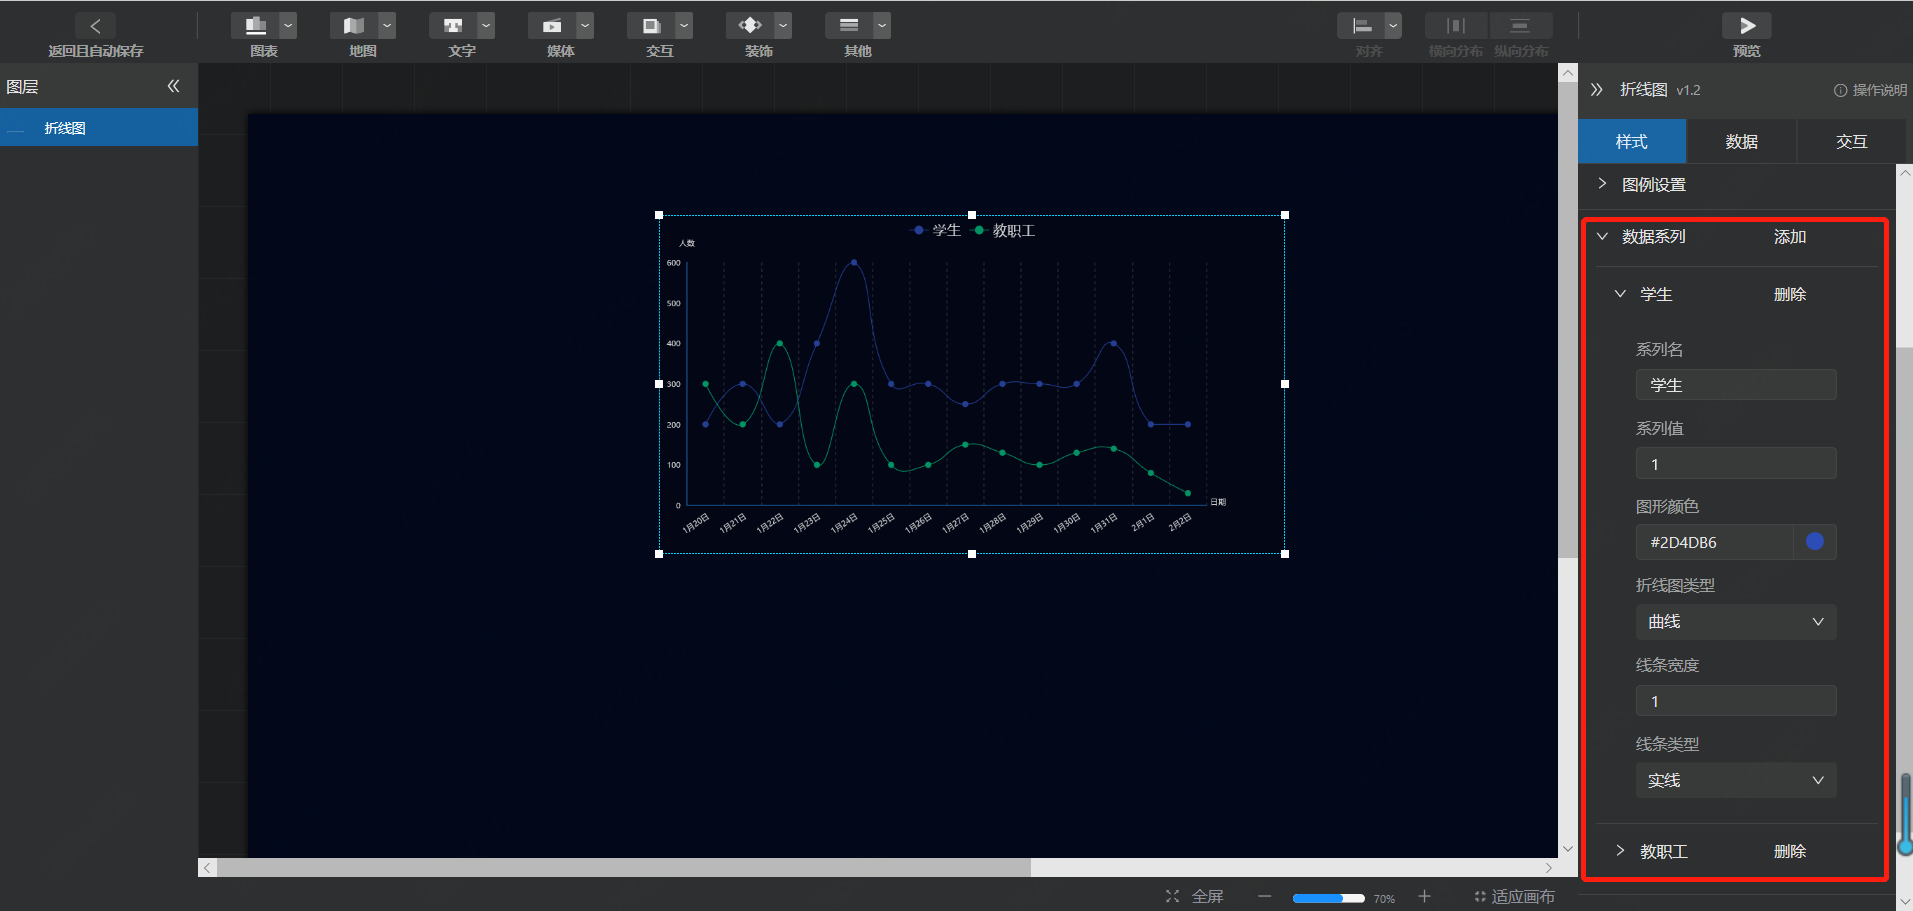 图表 地图 文字 媒体 交互 装饰 其他
返回且自动保存
对齐 横向分布 纵向分布 预览
图层
折线图
学生 教职工
人数
600
500
400
300
200
100
0
日期
1月20日 1月21日 1月22日 1月23日 1月24日 1月25日 1月26日 1月27日 1月28日 1月29日 1月30日 1月31日 2月1日 2月2日
全屏 70% 适应画布
折线图 v1.2 操作说明
样式 数据 交互
图例设置
数据系列 添加
学生 删除
系列名
学生
系列值
1
图形颜色
#2D4DB6
折线图类型
曲线
线条宽度
1
线条类型
实线
教职工 删除